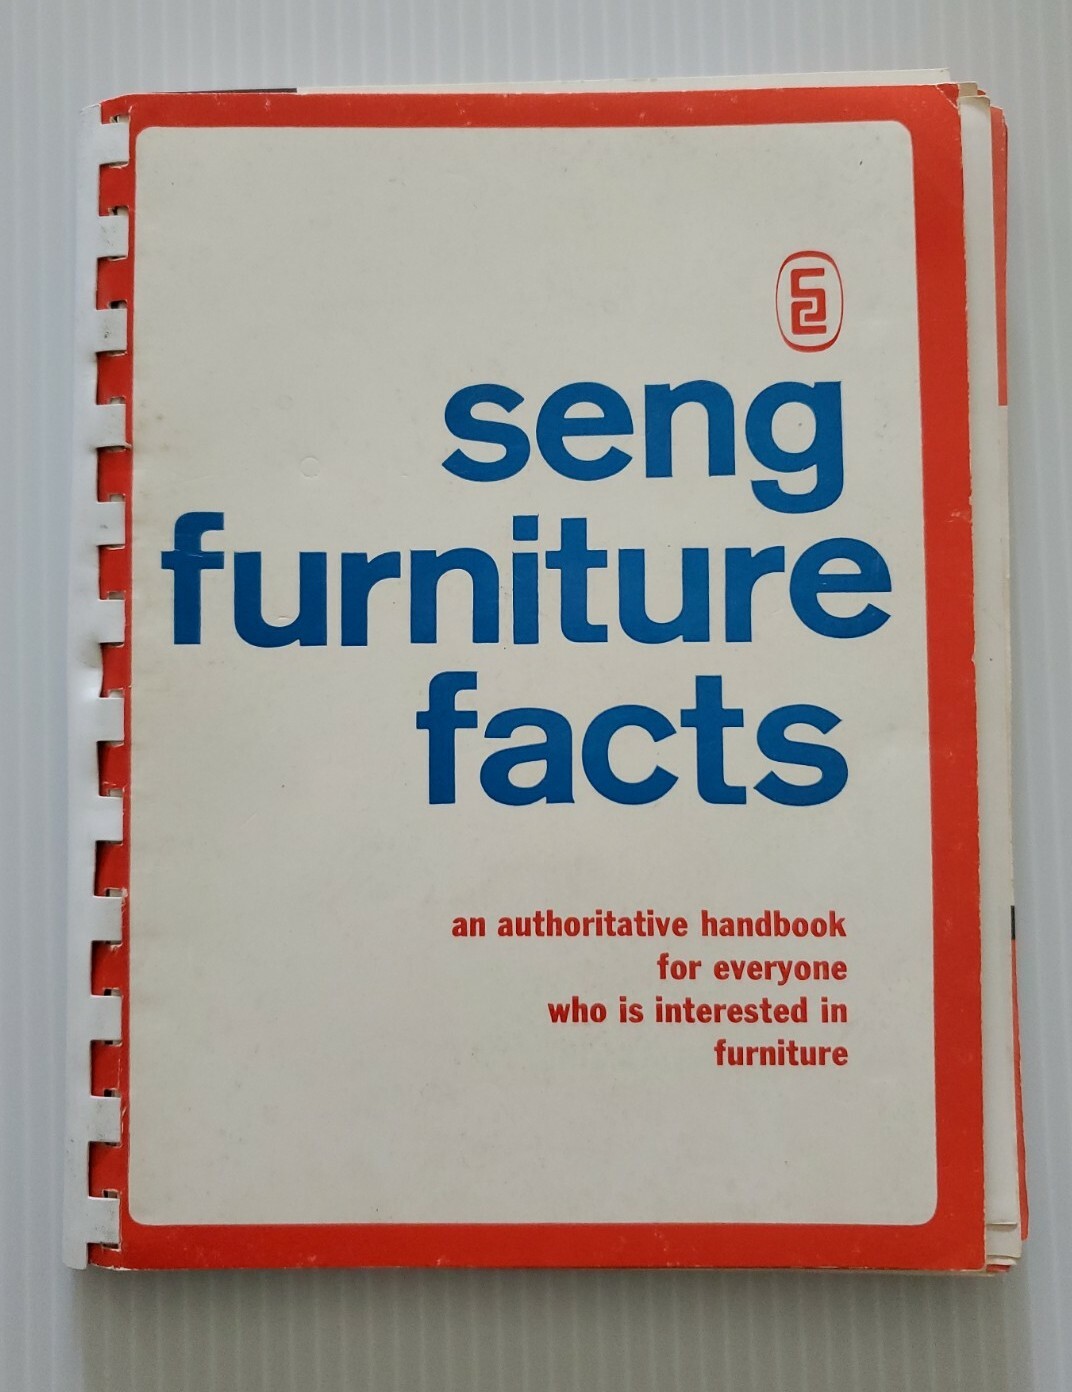 seng
furniture
facts
an authoritative handbook
for everyone
who is interested in
furniture